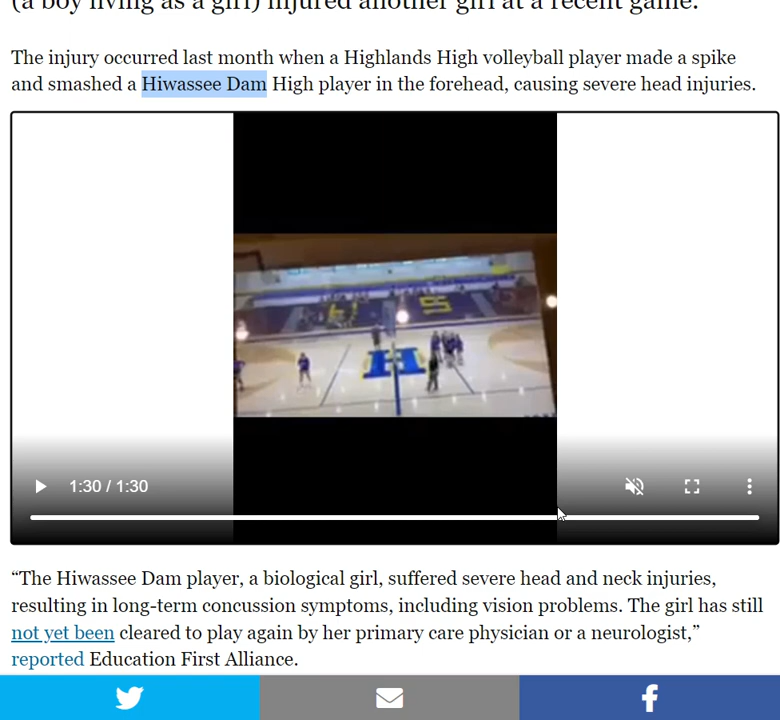 (a boy living as a girl) injured another girl at a recent game.
The injury occurred last month when a Highlands High volleyball player made a spike
and smashed a Hiwassee Dam High player in the forehead, causing severe head injuries.
H
1:30 / 1:30
“The Hiwassee Dam player, a biological girl, suffered severe head and neck injuries,
resulting in long-term concussion symptoms, including vision problems. The girl has still
not yet been cleared to play again by her primary care physician or a neurologist,”
reported Education First Alliance.